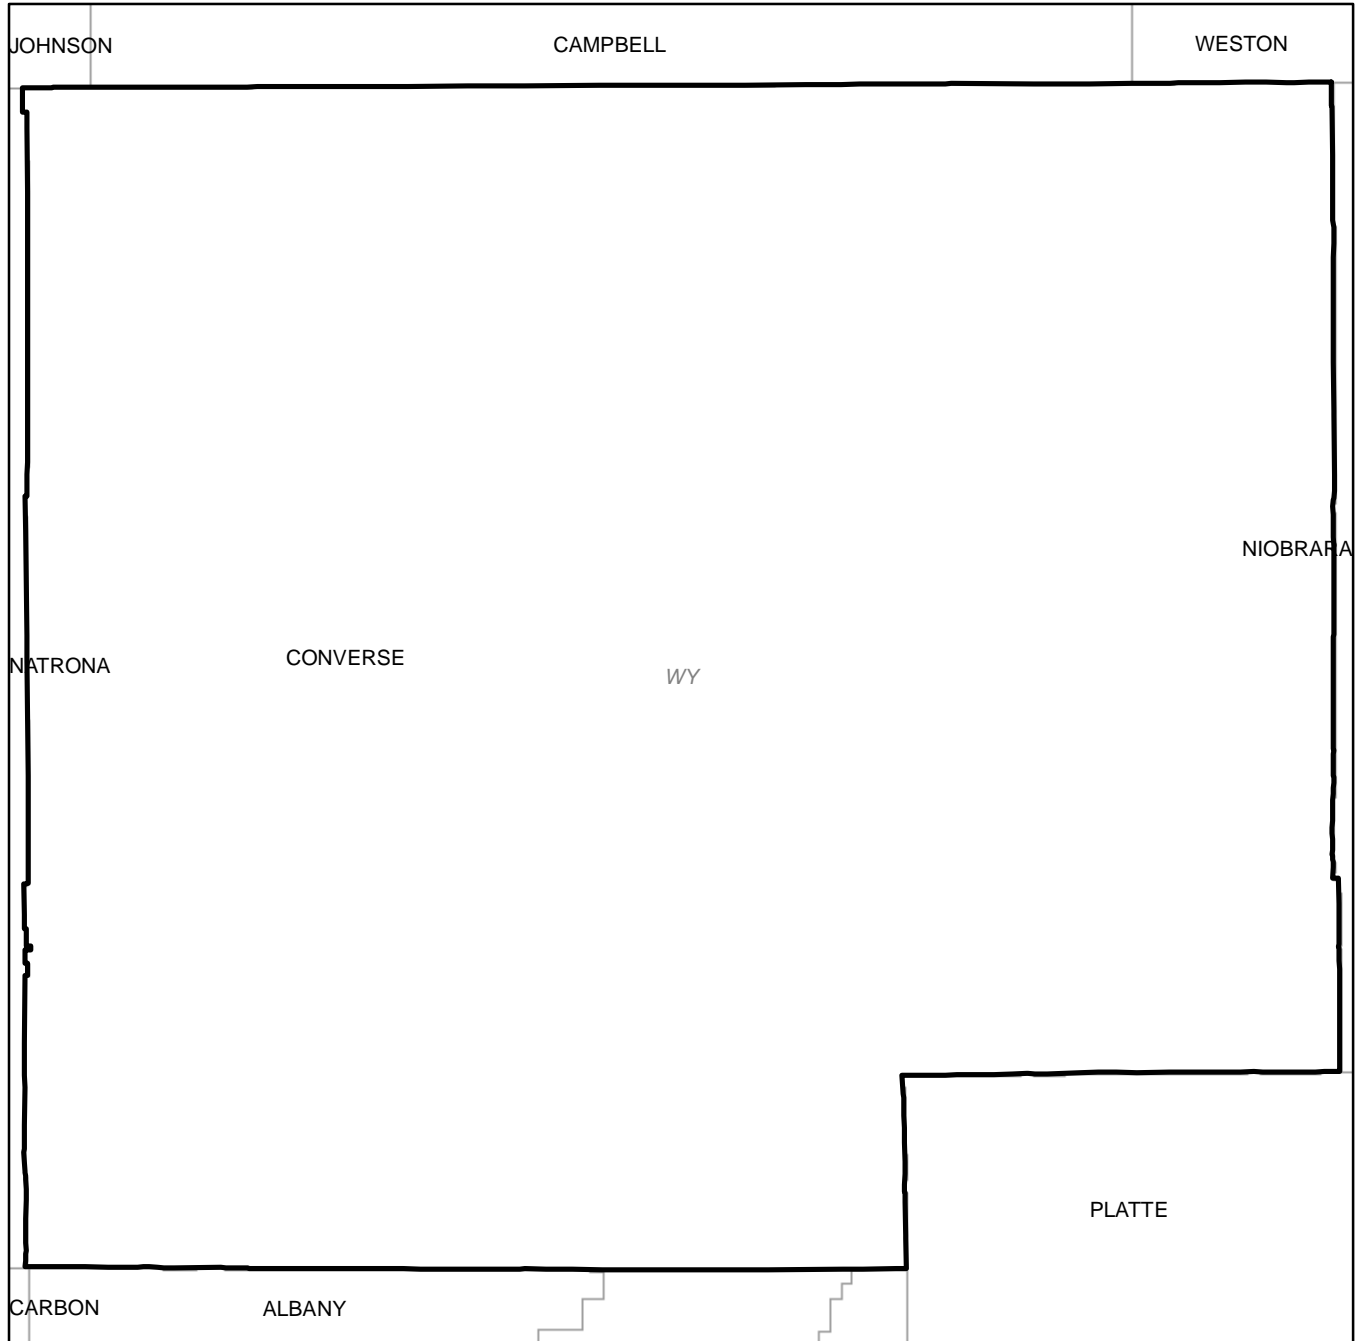 JOHNSON
CAMPBELL
WESTON
NIOBRARA
CONVERSE
NATRONA
WY
PLATTE
CARBON
ALBANY